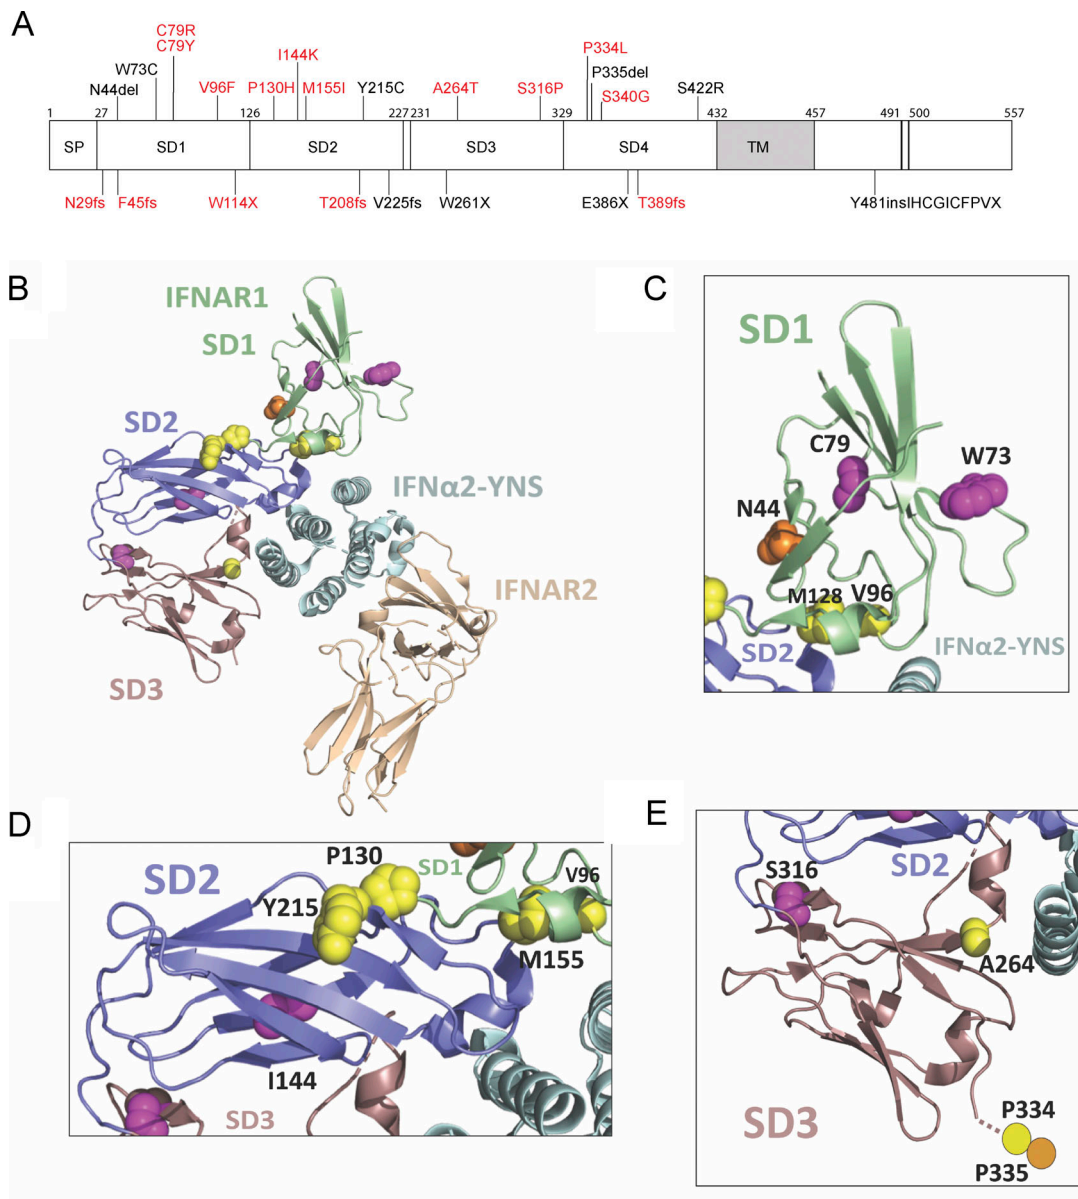 A
C79R
C79Y
I144K
P334L
W73C
P335del
N44del
V96F
P130H
M155I
Y215C
A264T
S316P
S340G
S422R
1
27
126
227
231
329
432
457
491
500
557
SP
SD1
SD2
SD3
SD4
TM
N29fs
F45fs
W114X
T208fs
V225fs
W261X
E386X
T389fs
Y481insIHCGICFPVX
B
IFNAR1
SD1
SD2
IFNα2-YNS
IFNAR2
SD3
C
SD1
C79
W73
N44
M128
V96
SD2
IFNα2-YNS
D
P130
SD1
SD2
V96
Y215
M155
I144
SD3
E
SD2
S316
A264
P334
SD3
P335